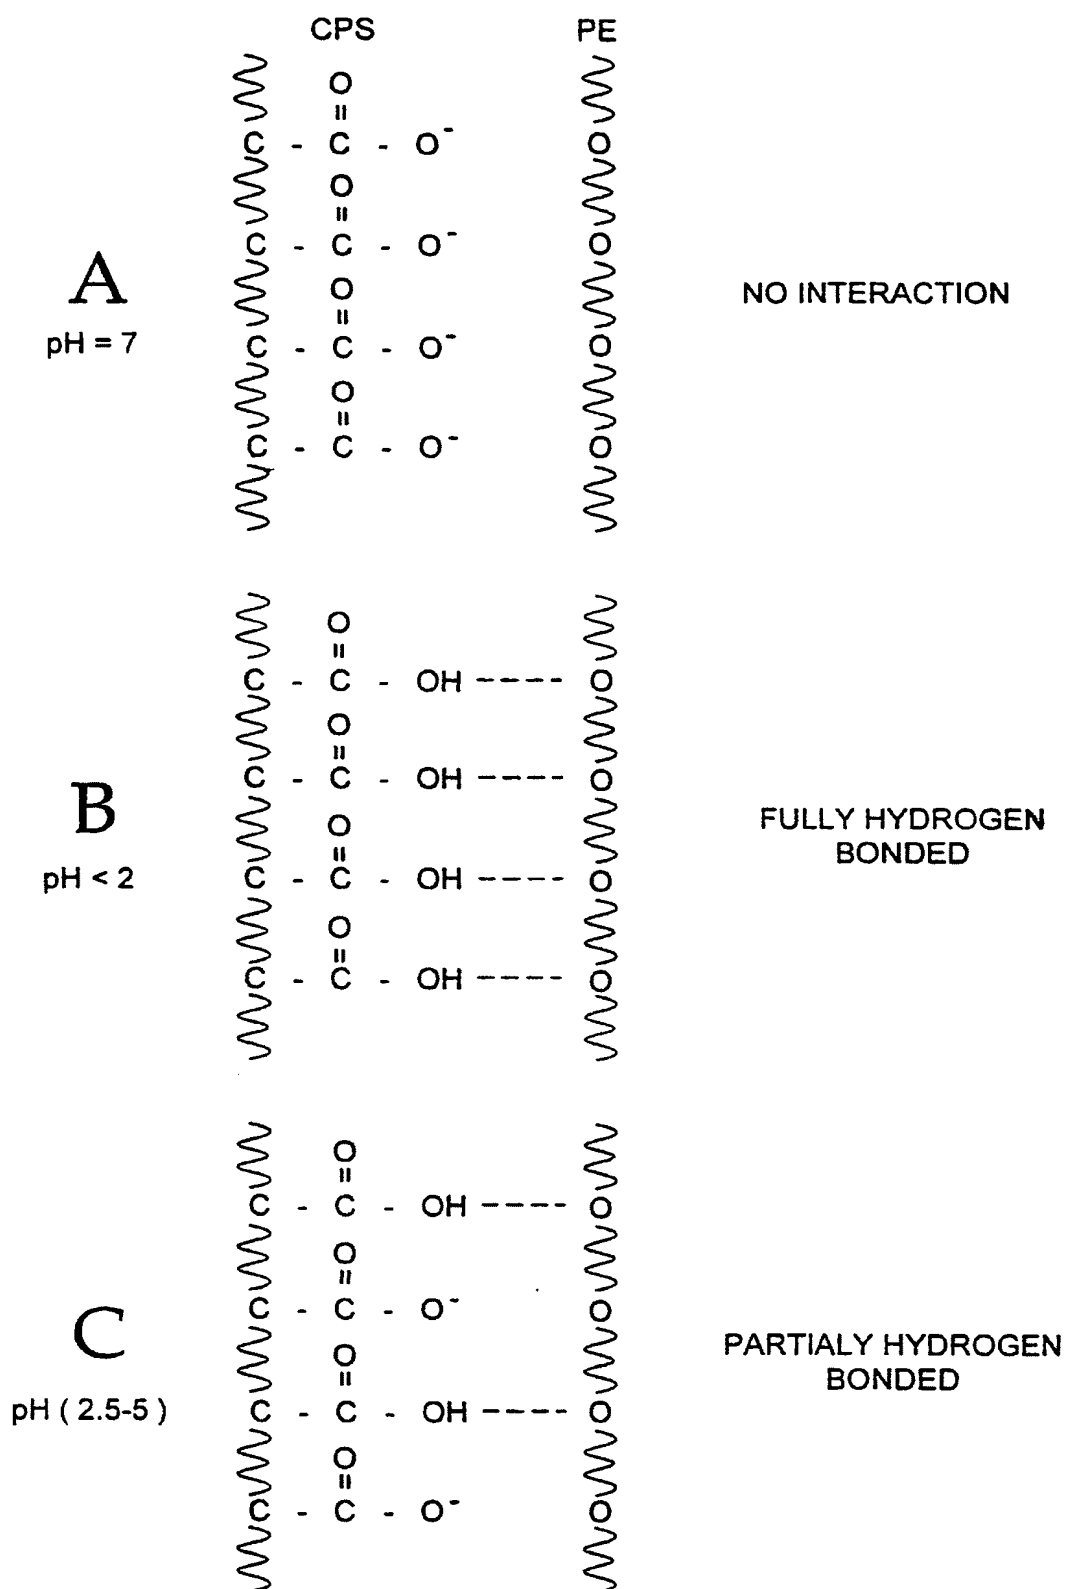 CPS PE
O
=
C - C - O⁻ O
O
=
C - C - O⁻ O
A
O
=
NO INTERACTION
pH = 7
C - C - O⁻ O
O
=
C - C - O⁻ O
O
=
C - C - OH ---- O
O
=
C - C - OH ---- O
B
O
=
FULLY HYDROGEN
BONDED
pH < 2
C - C - OH ---- O
O
=
C - C - OH ---- O
O
=
C - C - OH ---- O
O
=
C - C - O⁻ O
C
O
=
PARTIALY HYDROGEN
BONDED
pH ( 2.5-5 )
C - C - OH ---- O
O
=
C - C - O⁻ O